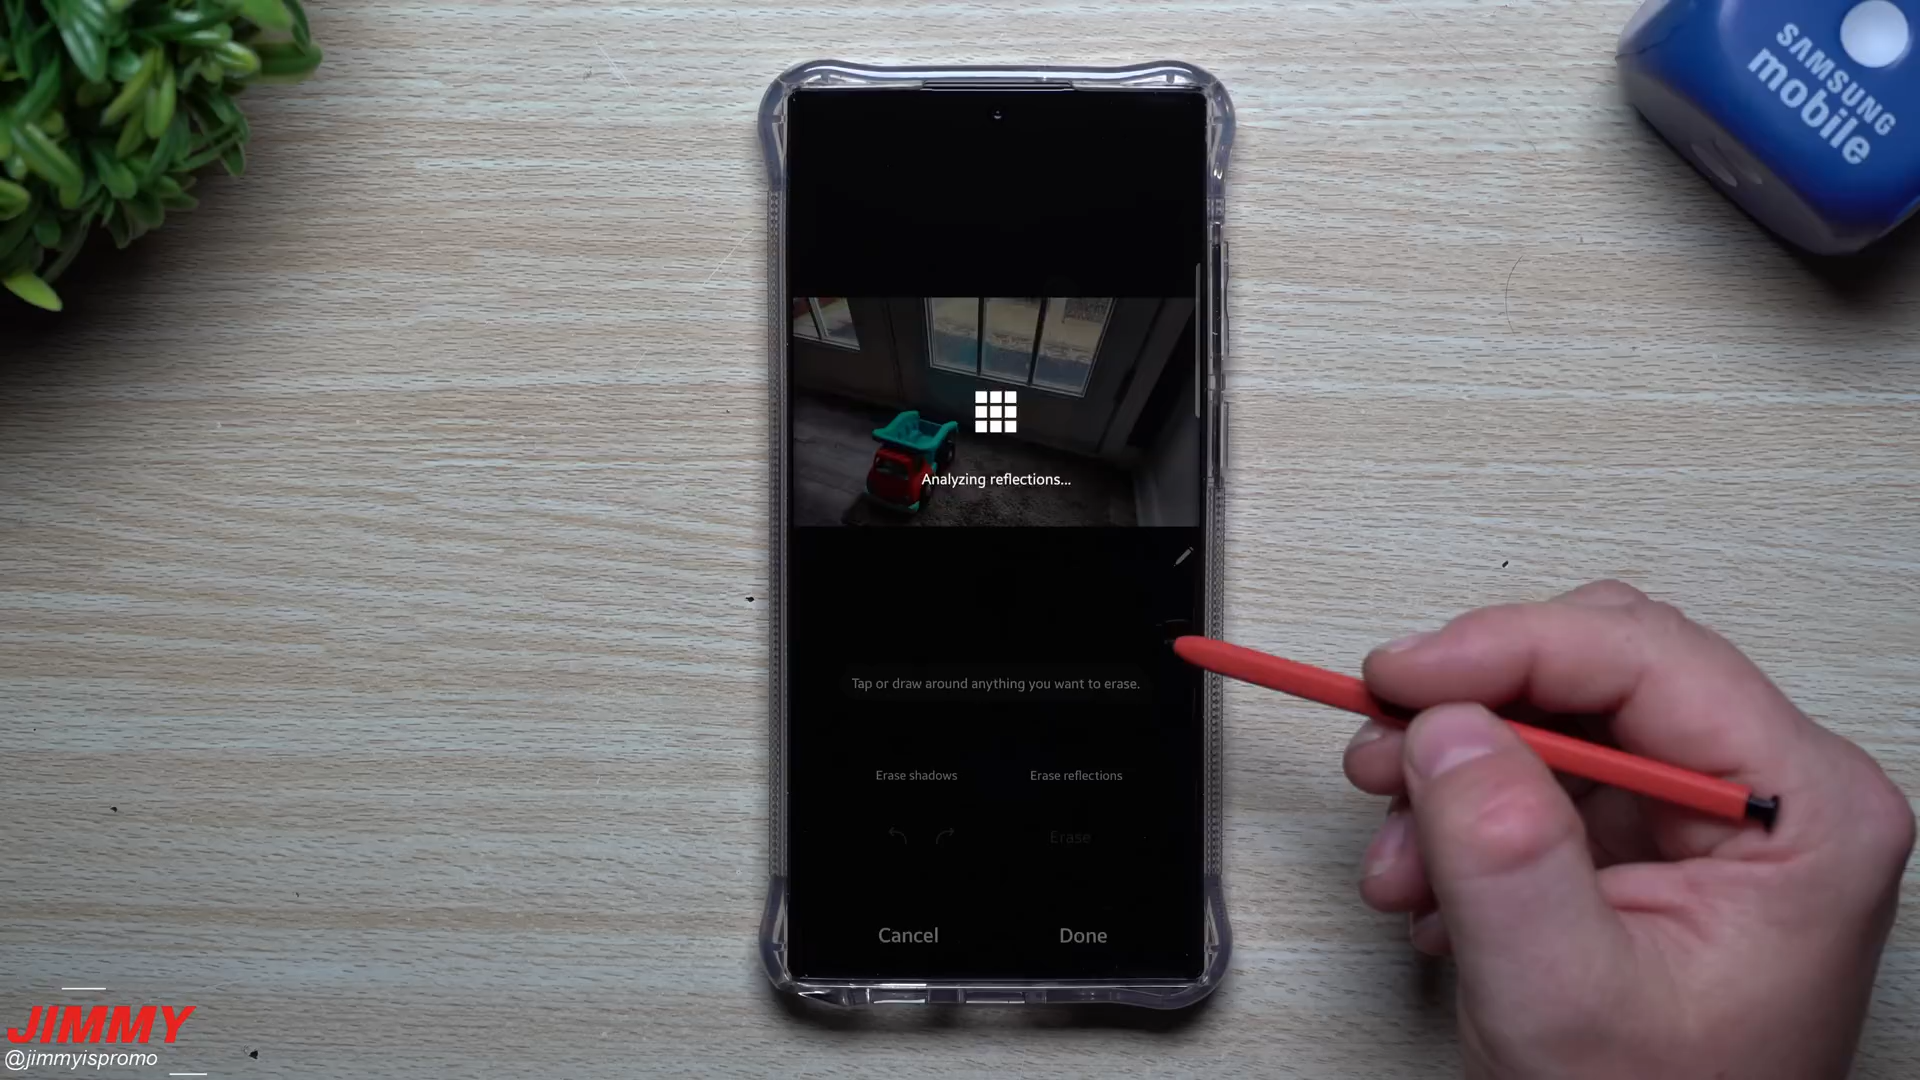 SAMSUNG
mobile
Analyzing reflections...
Tap or draw around anything you want to erase.
Erase shadows
Erase reflections
Erase
Cancel
Done
JIMMY
@jimmyispromo